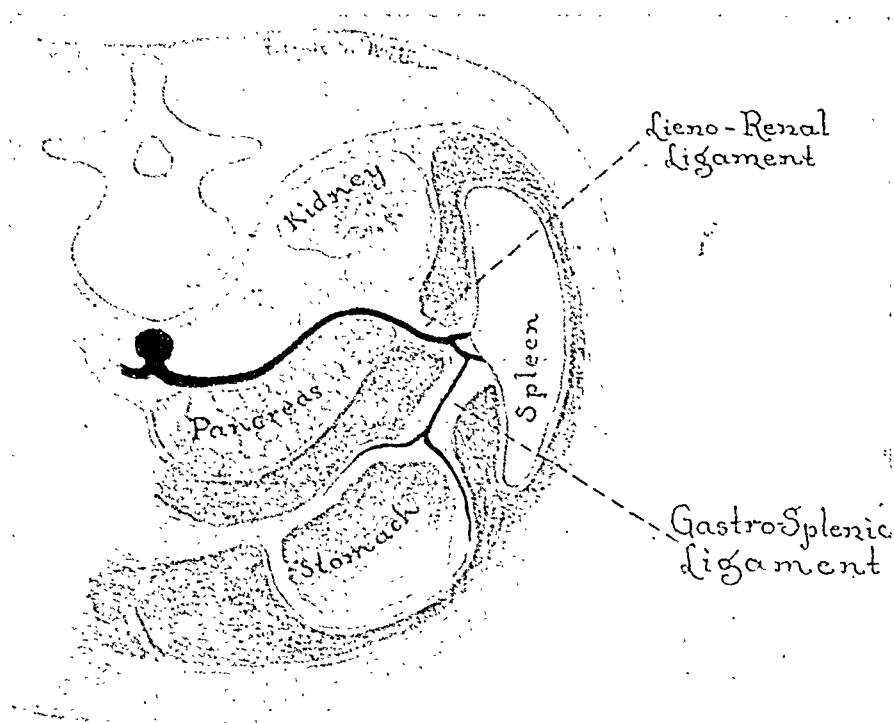 Lieno-Renal
Ligament
Kidney
Spleen
Pancreas
Gastro-Splenic
Ligament
Stomach